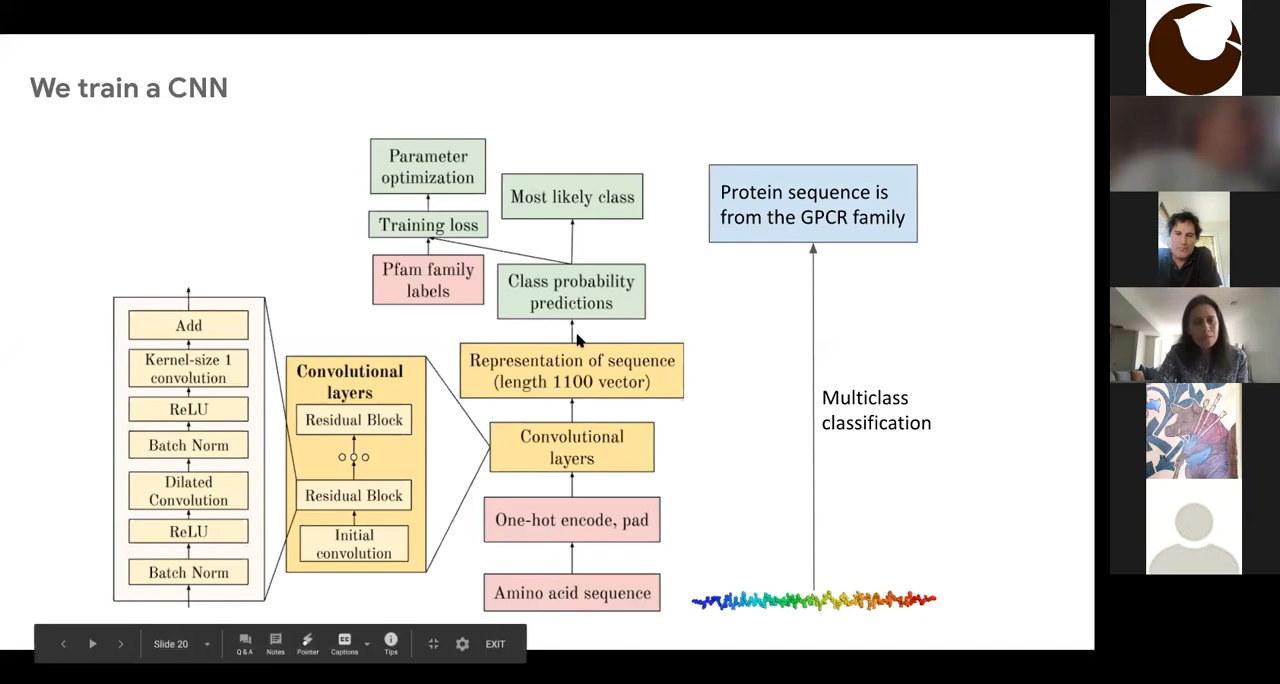 We train a CNN
Parameter
optimization
Training loss
Pfam family
labels
Most likely class
Class probability
predictions
Representation of sequence
(length 1100 vector)
Convolutional
layers
One-hot encode, pad
Amino acid sequence
Convolutional
layers
Residual Block
Residual Block
Initial
convolution
Add
Kernel-size 1
convolution
ReLU
Batch Norm
Dilated
Convolution
ReLU
Batch Norm
Protein sequence is
from the GPCR family
Multiclass
classification
Slide 20
Q & A
Notes
Pointer
CC
Captions
Tips
EXIT